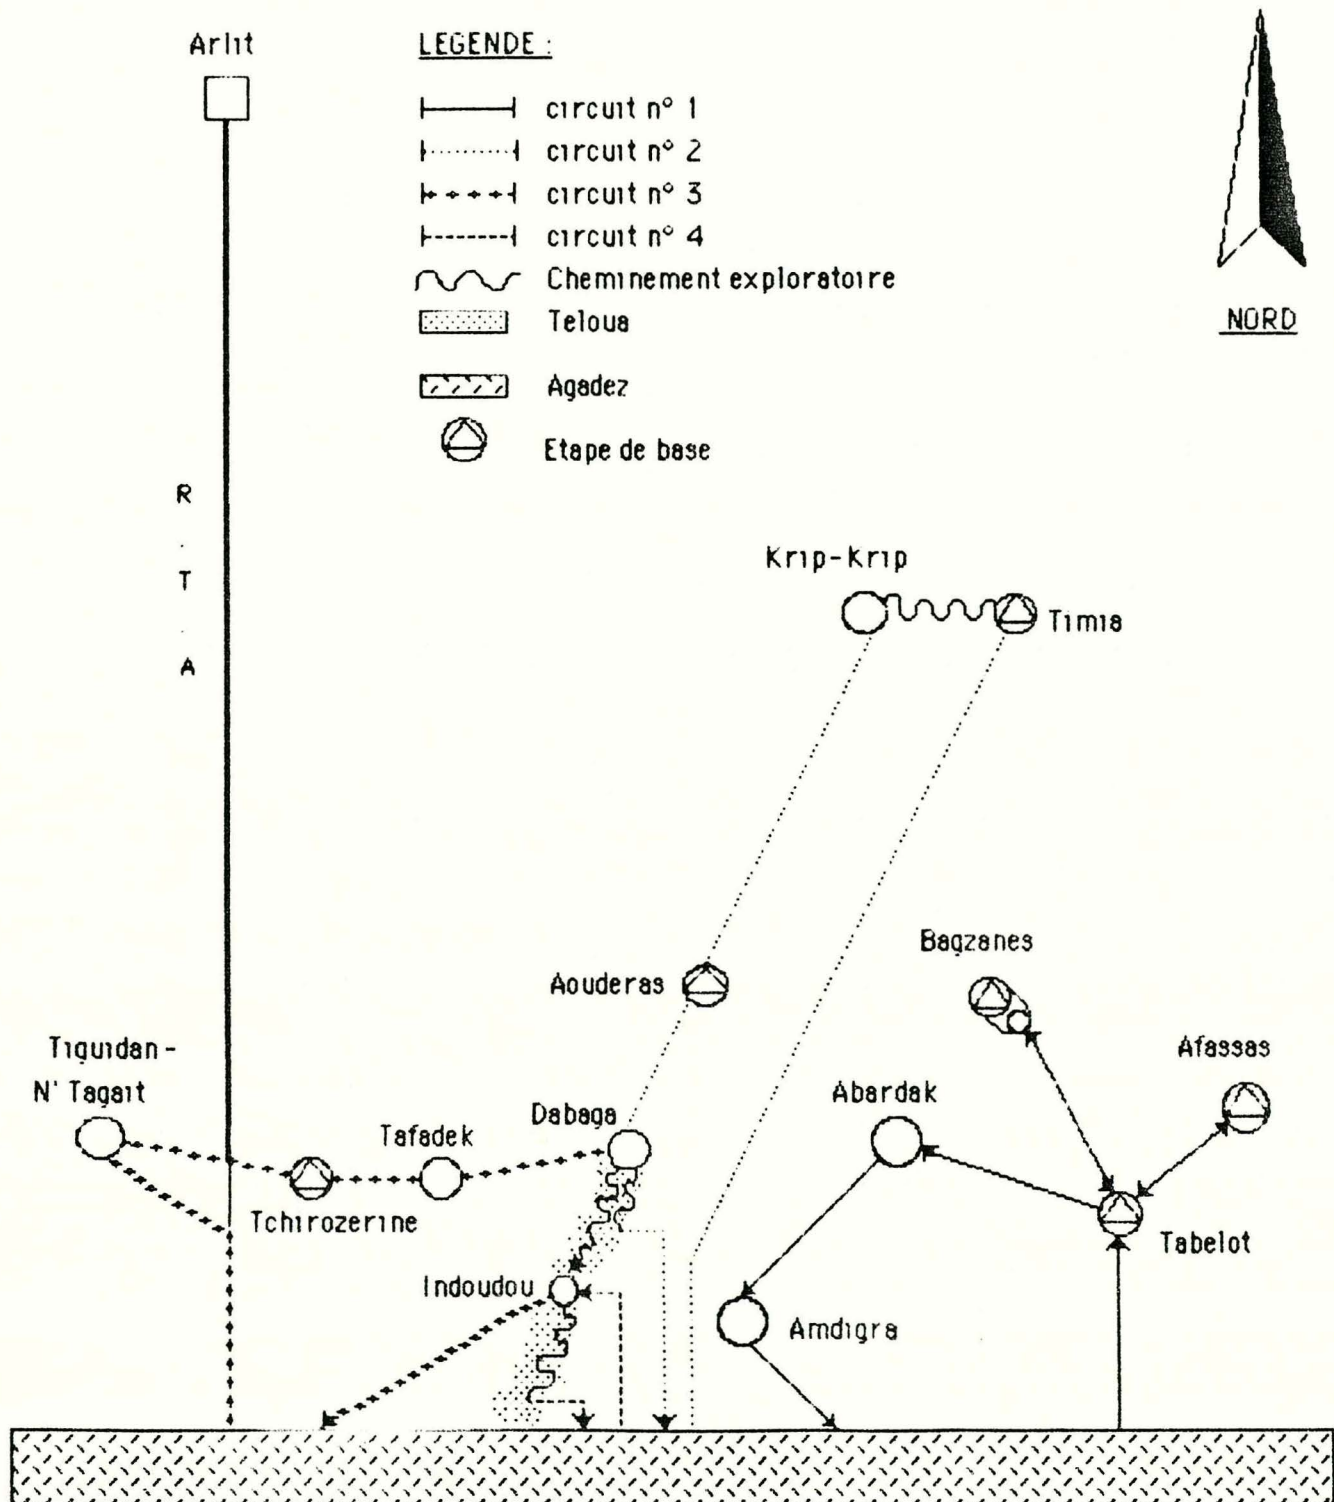 Arlit
LEGENDE :
circuit n° 1
circuit n° 2
circuit n° 3
circuit n° 4
Cheminement exploratoire
Teloua
Agadez
Etape de base
NORD
R . T . A
Krip-Krip
Timia
Bagzanes
Aouderas
Afassas
Tiguidan-
N' Tagait
Abardak
Dabaga
Tafadek
Tchirozerine
Tabelot
Indoudou
Amdigra